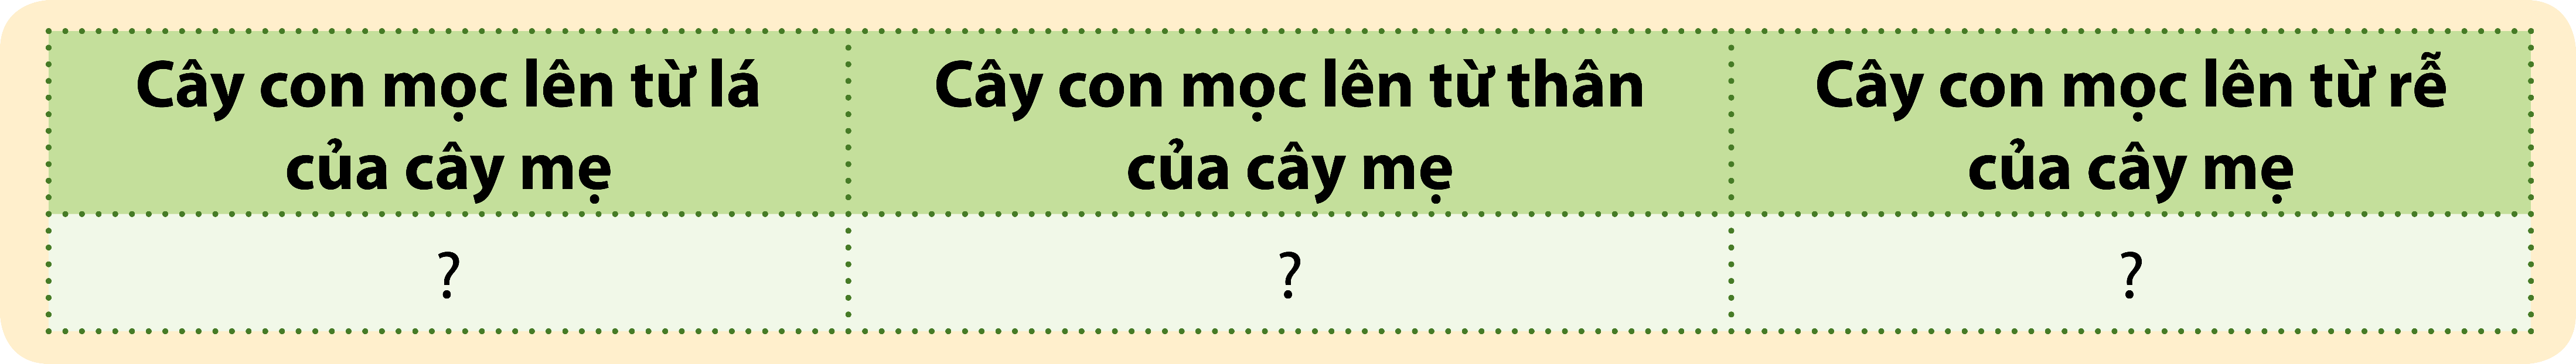 Cây con mọc lên từ lá
của cây mẹ
Cây con mọc lên từ thân
của cây mẹ
Cây con mọc lên từ rễ
của cây mẹ
?
?
?